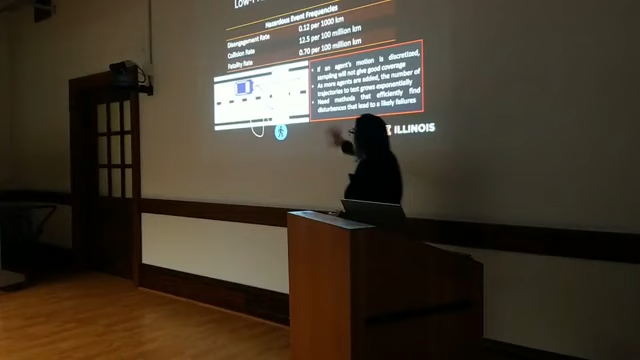 Hazardous Event Frequencies
Disengagement Rate 0.12 per 1000 km
Collision Rate 12.5 per 100 million km
Fatality Rate 0.70 per 100 million km
• If an agent's motion is discretized,
sampling will not give good coverage
• As more agents are added, the number of
trajectories to test grows exponentially
• Need methods that efficiently find
disturbances that lead to a likely failures
ILLINOIS